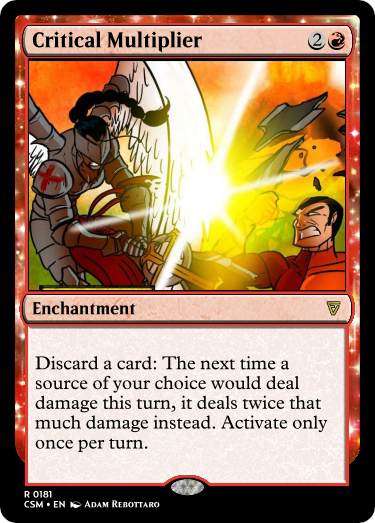 Critical Multiplier 2
Enchantment
Discard a card: The next time a
source of your choice would deal
damage this turn, it deals twice that
much damage instead. Activate only
once per turn.
R 0181
CSM • EN Adam Rebottaro